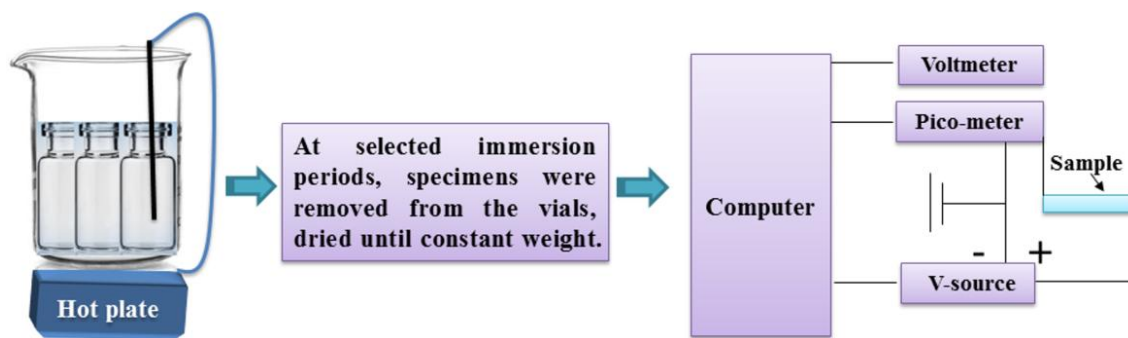 Hot plate
At selected immersion
periods, specimens were
removed from the vials,
dried until constant weight.
Computer
Voltmeter
Pico-meter
Sample
- +
V-source